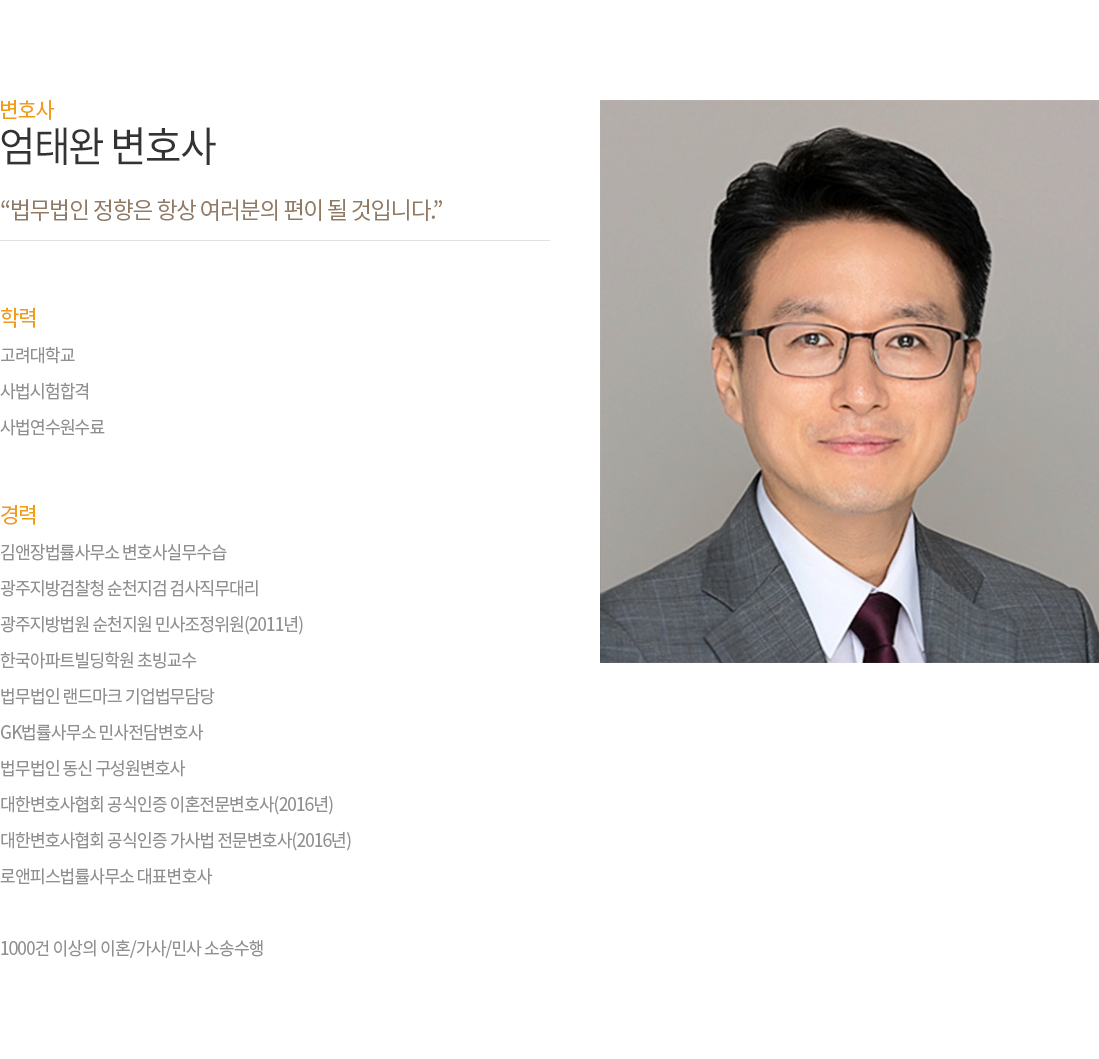 변호사
엄태완 변호사
“법무법인 정향은 항상 여러분의 편이 될 것입니다.”
학력
고려대학교
사법시험합격
사법연수원수료
경력
김앤장법률사무소 변호사실무수습
광주지방검찰청 순천지검 검사직무대리
광주지방법원 순천지원 민사조정위원(2011년)
한국아파트빌딩학원 초빙교수
법무법인 랜드마크 기업법무담당
GK법률사무소 민사전담변호사
법무법인 동신 구성원변호사
대한변호사협회 공식인증 이혼전문변호사(2016년)
대한변호사협회 공식인증 가사법 전문변호사(2016년)
로앤피스법률사무소 대표변호사
1000건 이상의 이혼/가사/민사 소송수행